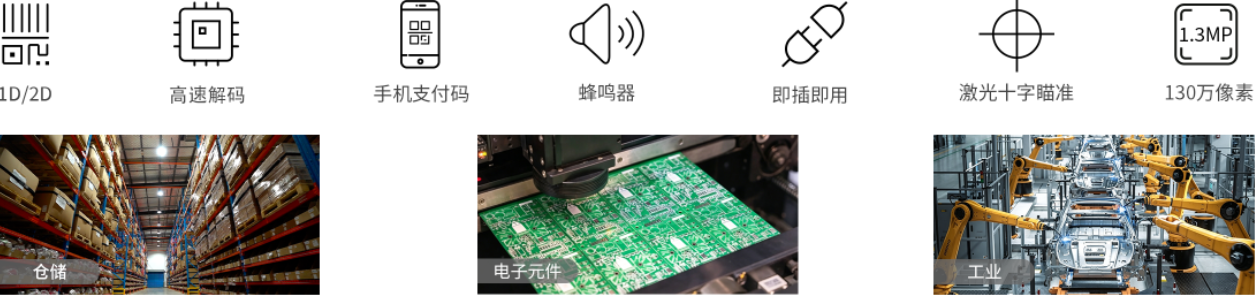 1.3MP
1D/2D
高速解码
手机支付码
蜂鸣器
即插即用
激光十字瞄准
130万像素
仓储
电子元件
工业